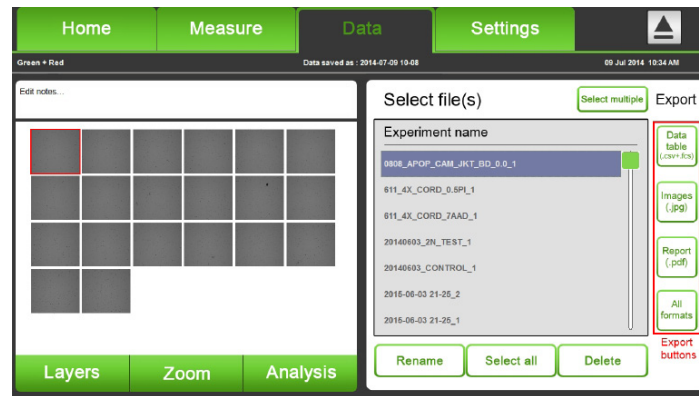 Home
Measure
Data
Settings
Green + Red
Data saved as : 2014-07-09 10-08
09 Jul 2014 10:34 AM
Edit notes...
Select file(s)
Select multiple
Export
Experiment name
0808_APOP_CAM_JKT_BD_0.0_1
611_4X_CORD_0.5PI_1
611_4X_CORD_7AAD_1
20140603_2N_TEST_1
20140603_CONTROL_1
2015-06-03 21-25_2
2015-06-03 21-25_1
Data
table
(.csv+.fcs)
Images
(.jpg)
Report
(.pdf)
All
formats
Export
buttons
Rename
Select all
Delete
Layers
Zoom
Analysis